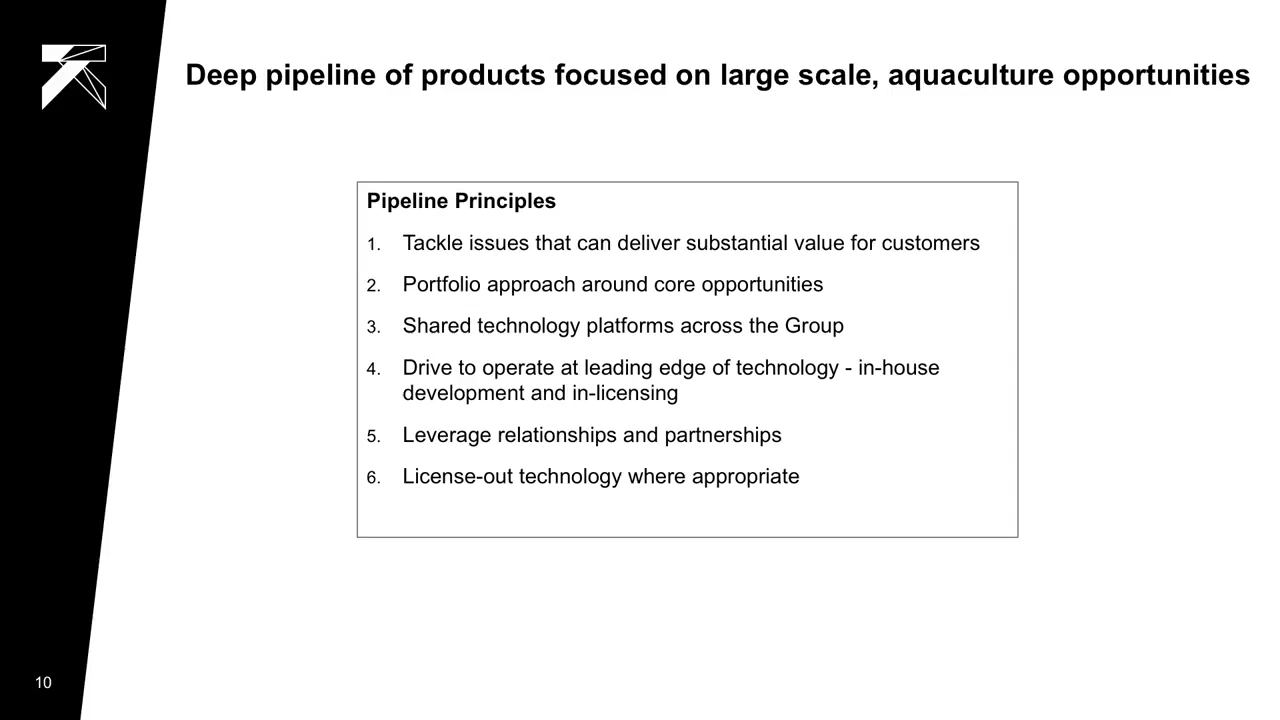 Deep pipeline of products focused on large scale, aquaculture opportunities
Pipeline Principles
1. Tackle issues that can deliver substantial value for customers
2. Portfolio approach around core opportunities
3. Shared technology platforms across the Group
4. Drive to operate at leading edge of technology - in-house
development and in-licensing
5. Leverage relationships and partnerships
6. License-out technology where appropriate
10